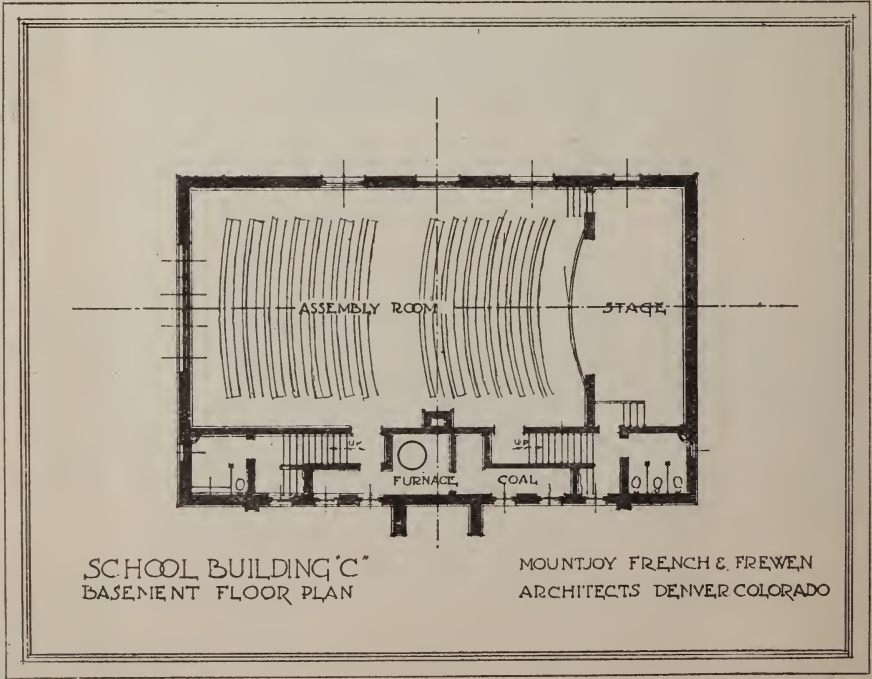 ASSEMBLY ROOM
STAGE
UP
UP
FURNACE
COAL
SCHOOL BUILDING "C"
BASEMENT FLOOR PLAN
MOUNTJOY FRENCH & FREWEN
ARCHITECTS DENVER COLORADO